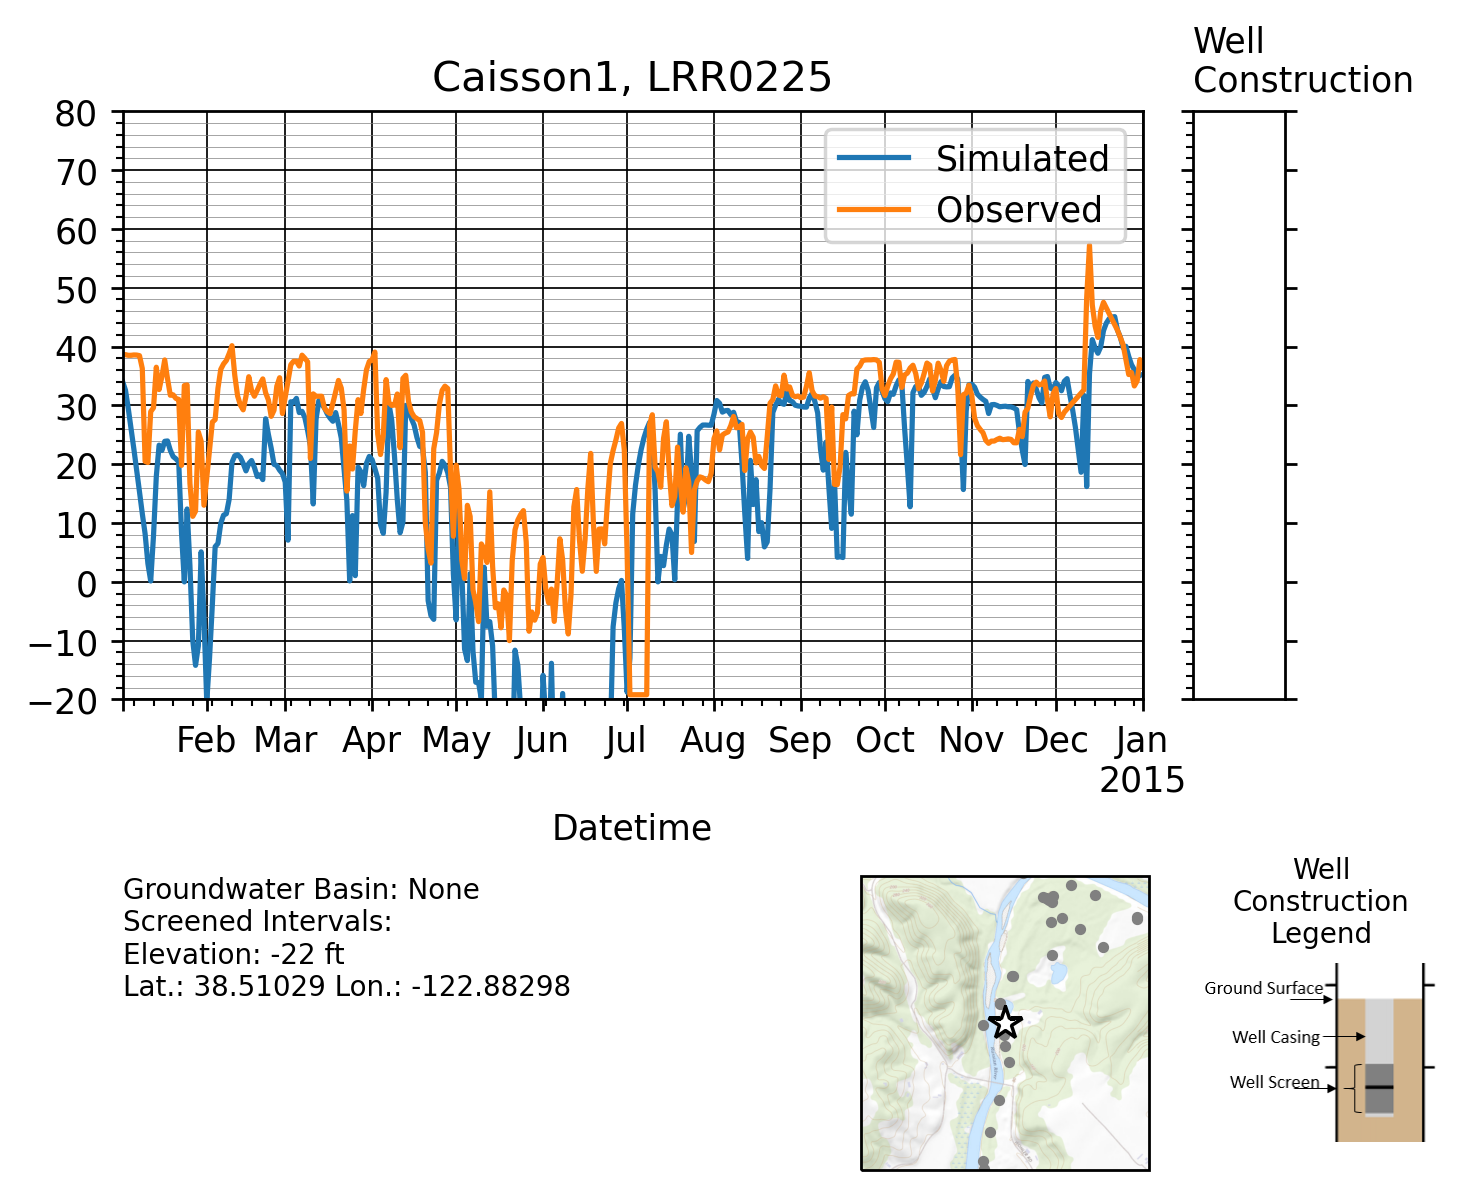 Well
Construction
Caisson1, LRR0225
80
70
60
50
40
30
20
10
0
−10
−20
Simulated
Observed
Feb Mar Apr May Jun Jul Aug Sep Oct Nov Dec Jan
2015
Datetime
Groundwater Basin: None
Screened Intervals:
Elevation: -22 ft
Lat.: 38.51029 Lon.: -122.88298
Well
Construction
Legend
Ground Surface
Well Casing
Well Screen